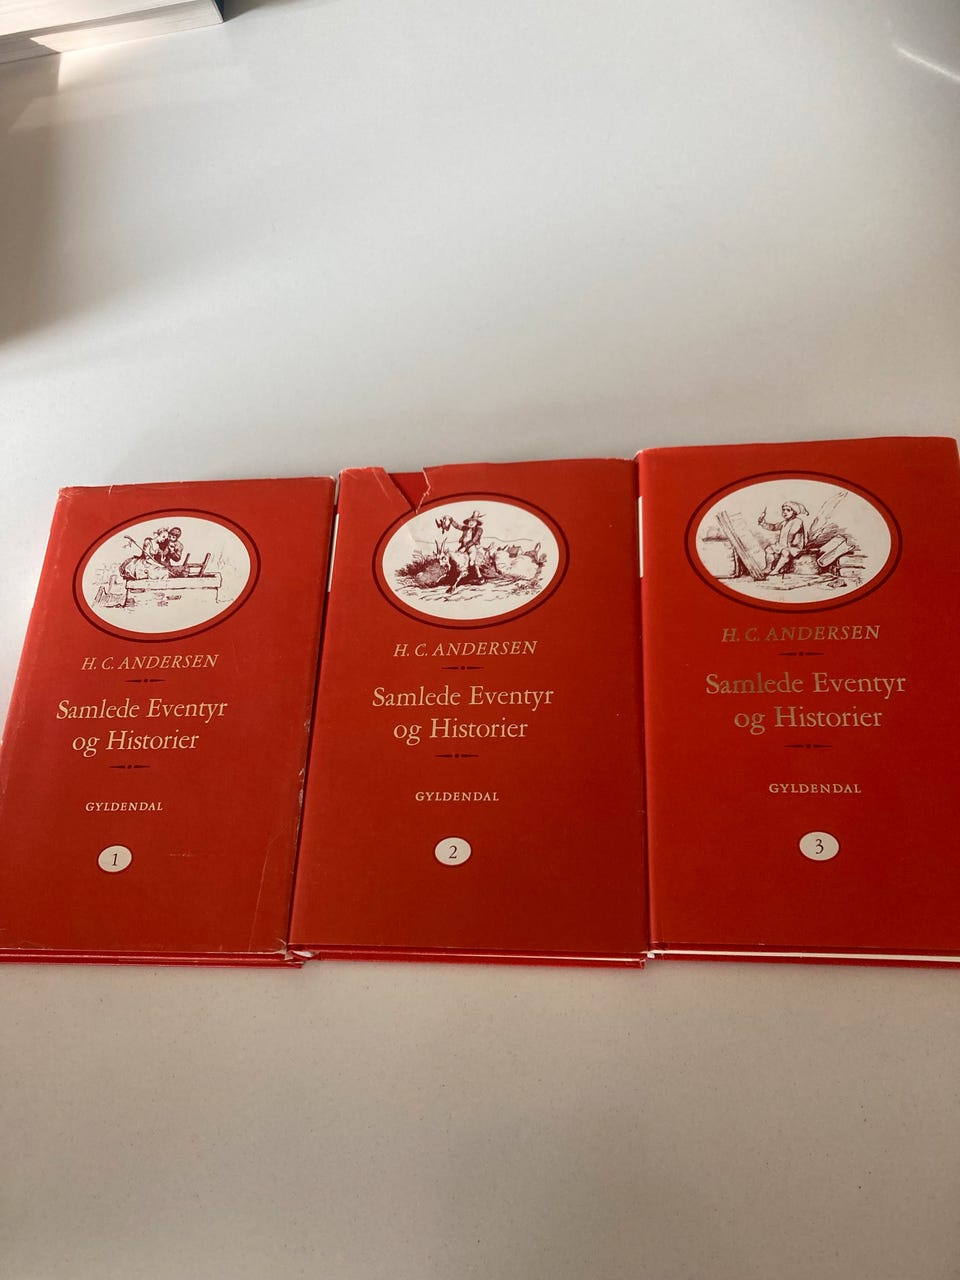 H. C. ANDERSEN
Samlede Eventyr
og Historier
GYLDENDAL
1
H. C. ANDERSEN
Samlede Eventyr
og Historier
GYLDENDAL
2
H. C. ANDERSEN
Samlede Eventyr
og Historier
GYLDENDAL
3